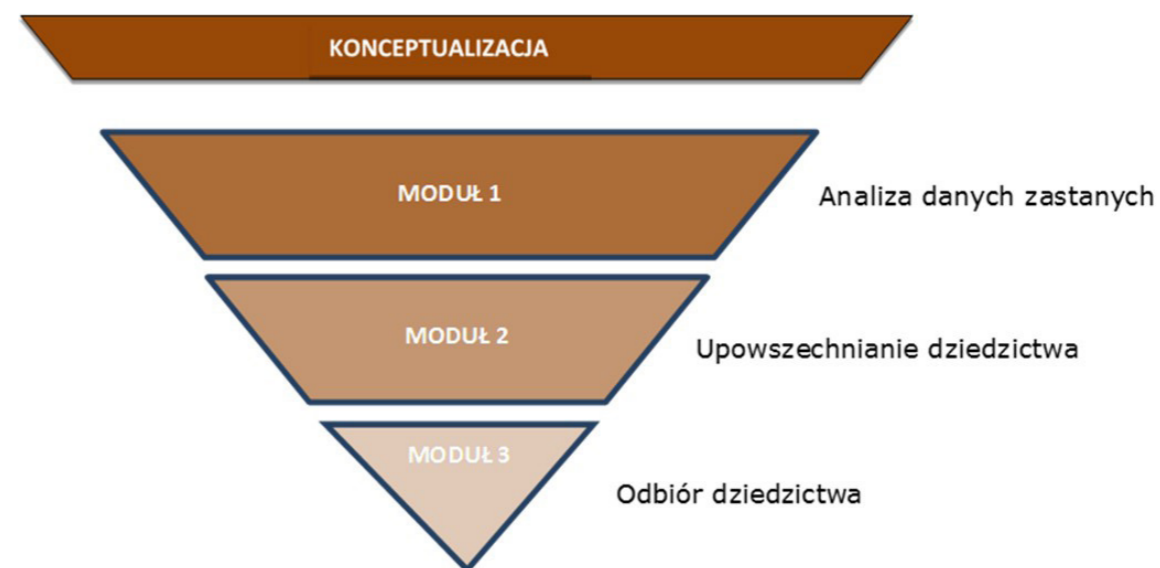 KONCEPTUALIZACJA
MODUŁ 1
Analiza danych zastanych
MODUŁ 2
Upowszechnianie dziedzictwa
MODUŁ 3
Odbiór dziedzictwa